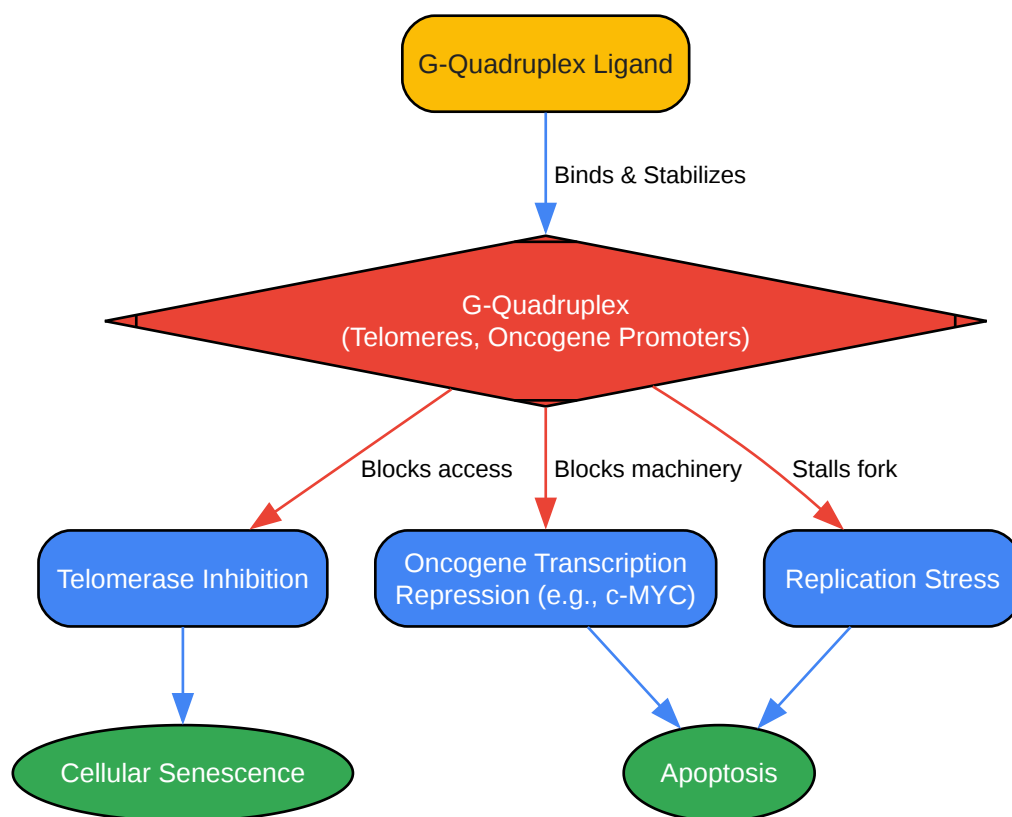 G-Quadruplex Ligand
Binds & Stabilizes
G-Quadruplex
(Telomeres, Oncogene Promoters)
Blocks access
Blocks machinery
Stalls fork
Telomerase Inhibition
Oncogene Transcription
Repression (e.g., c-MYC)
Replication Stress
Cellular Senescence
Apoptosis